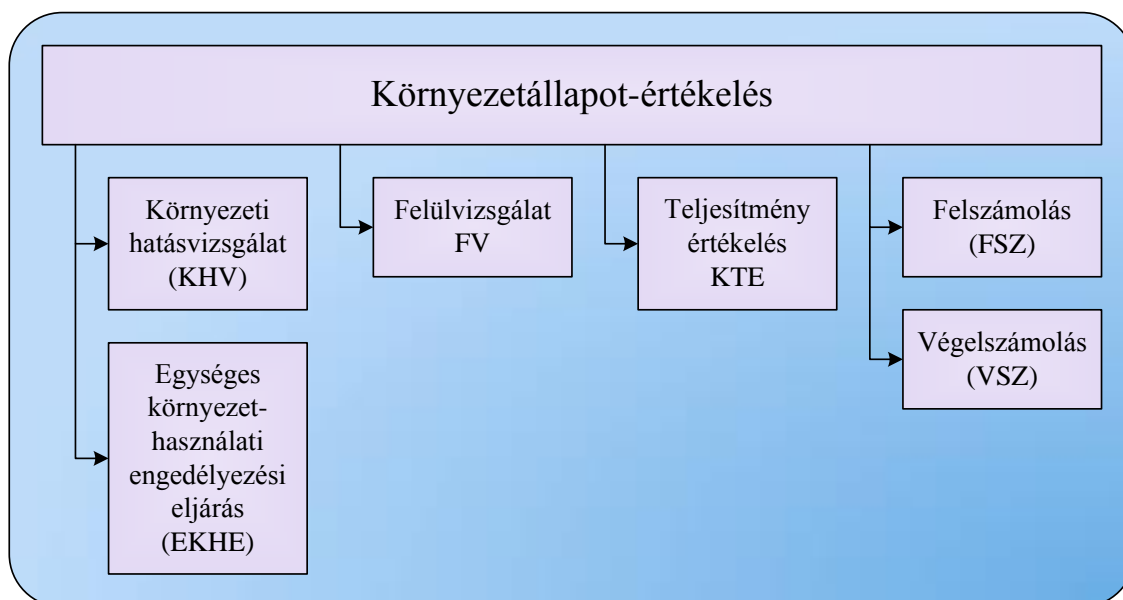 Környezetállapot-értékelés
Környezeti
hatásvizsgálat
(KHV)
Egységes
környezet-
használati
engedélyezési
eljárás
(EKHE)
Felülvizsgálat
FV
Teljesítmény
értékelés
KTE
Felszámolás
(FSZ)
Végelszámolás
(VSZ)